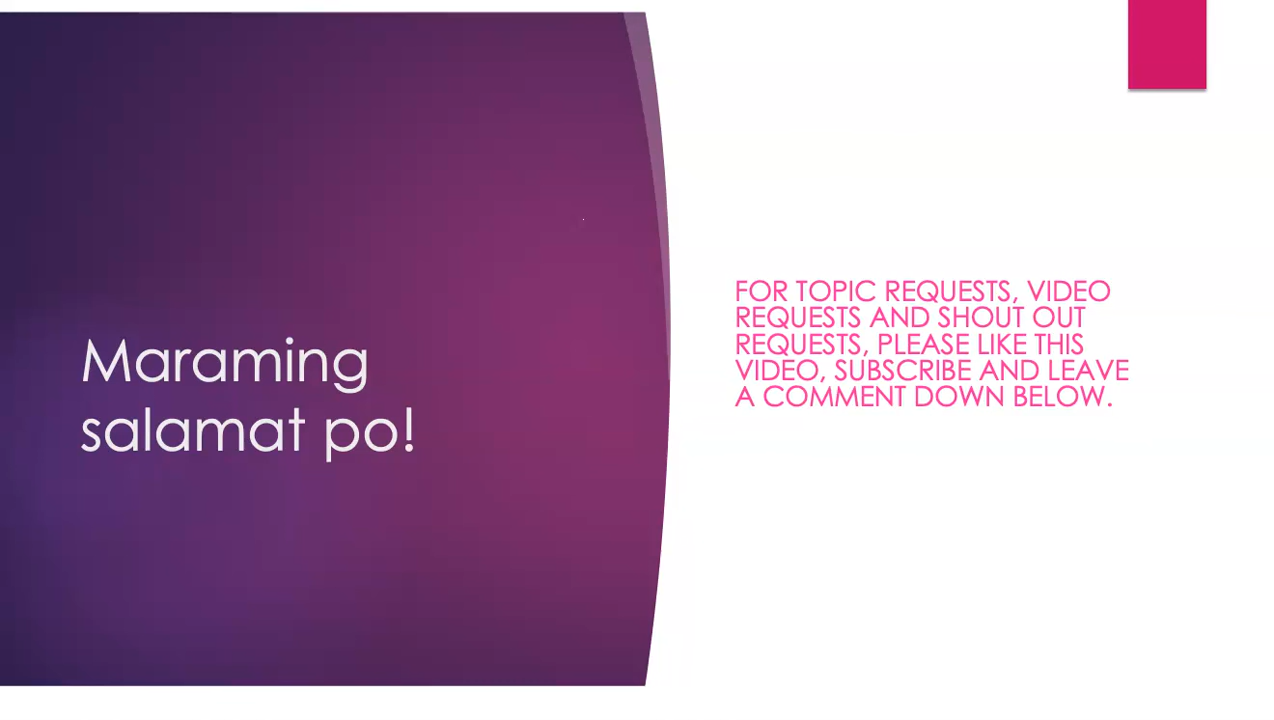 Maraming
salamat po!
FOR TOPIC REQUESTS, VIDEO
REQUESTS AND SHOUT OUT
REQUESTS, PLEASE LIKE THIS
VIDEO, SUBSCRIBE AND LEAVE
A COMMENT DOWN BELOW.